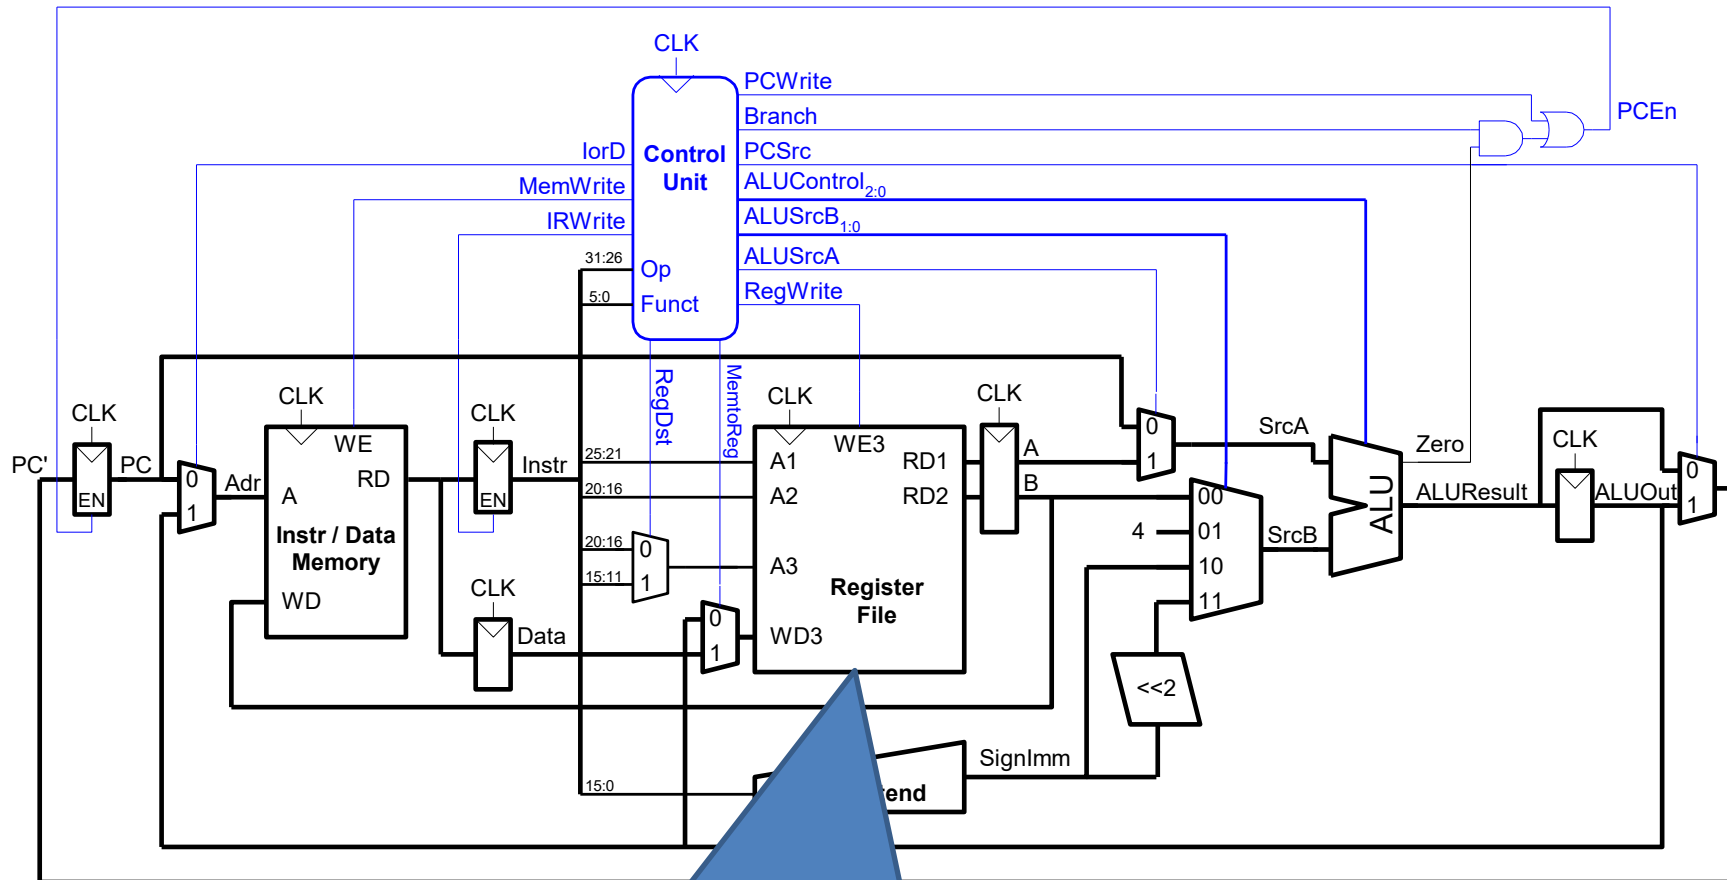 CLK
PCWrite
Branch
PCEn
IorD
Control
Unit
PCSrc
MemWrite
ALUControl2:0
IRWrite
ALUSrcB1:0
31:26
Op
ALUSrcA
5:0
Funct
RegWrite
RegDst
MemtoReg
CLK
CLK
CLK
CLK
CLK
CLK
PC'
EN
PC
0
1
Adr
WE
A
RD
Instr / Data
Memory
WD
EN
Instr
CLK
Data
25:21
20:16
20:16
15:11
0
1
0
1
WE3
A1
RD1
A2
RD2
A3
Register
File
WD3
A
B
0
1
SrcA
00
4
01
10
11
SrcB
<<2
ALU
Zero
ALUResult
ALUOut
0
1
SignImm
15:0
end